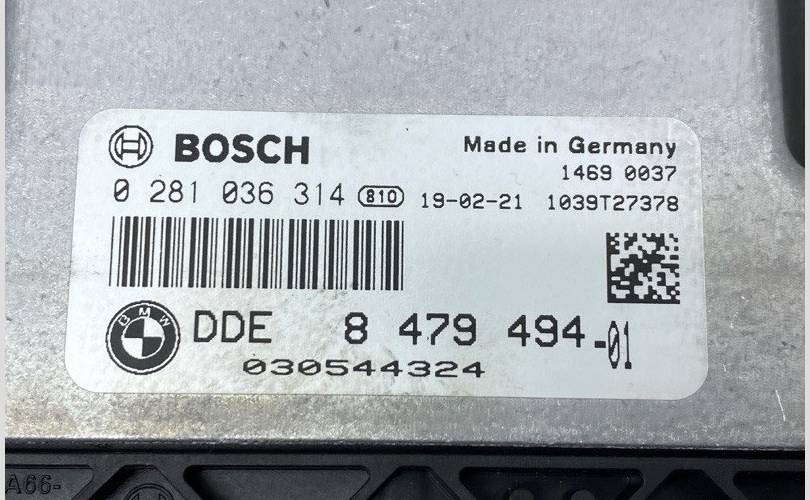 BOSCH
Made in Germany
1469 0037
0 281 036 314 810 19-02-21 1039T27378
BMW DDE 8 479 494-01
030544324
A66-